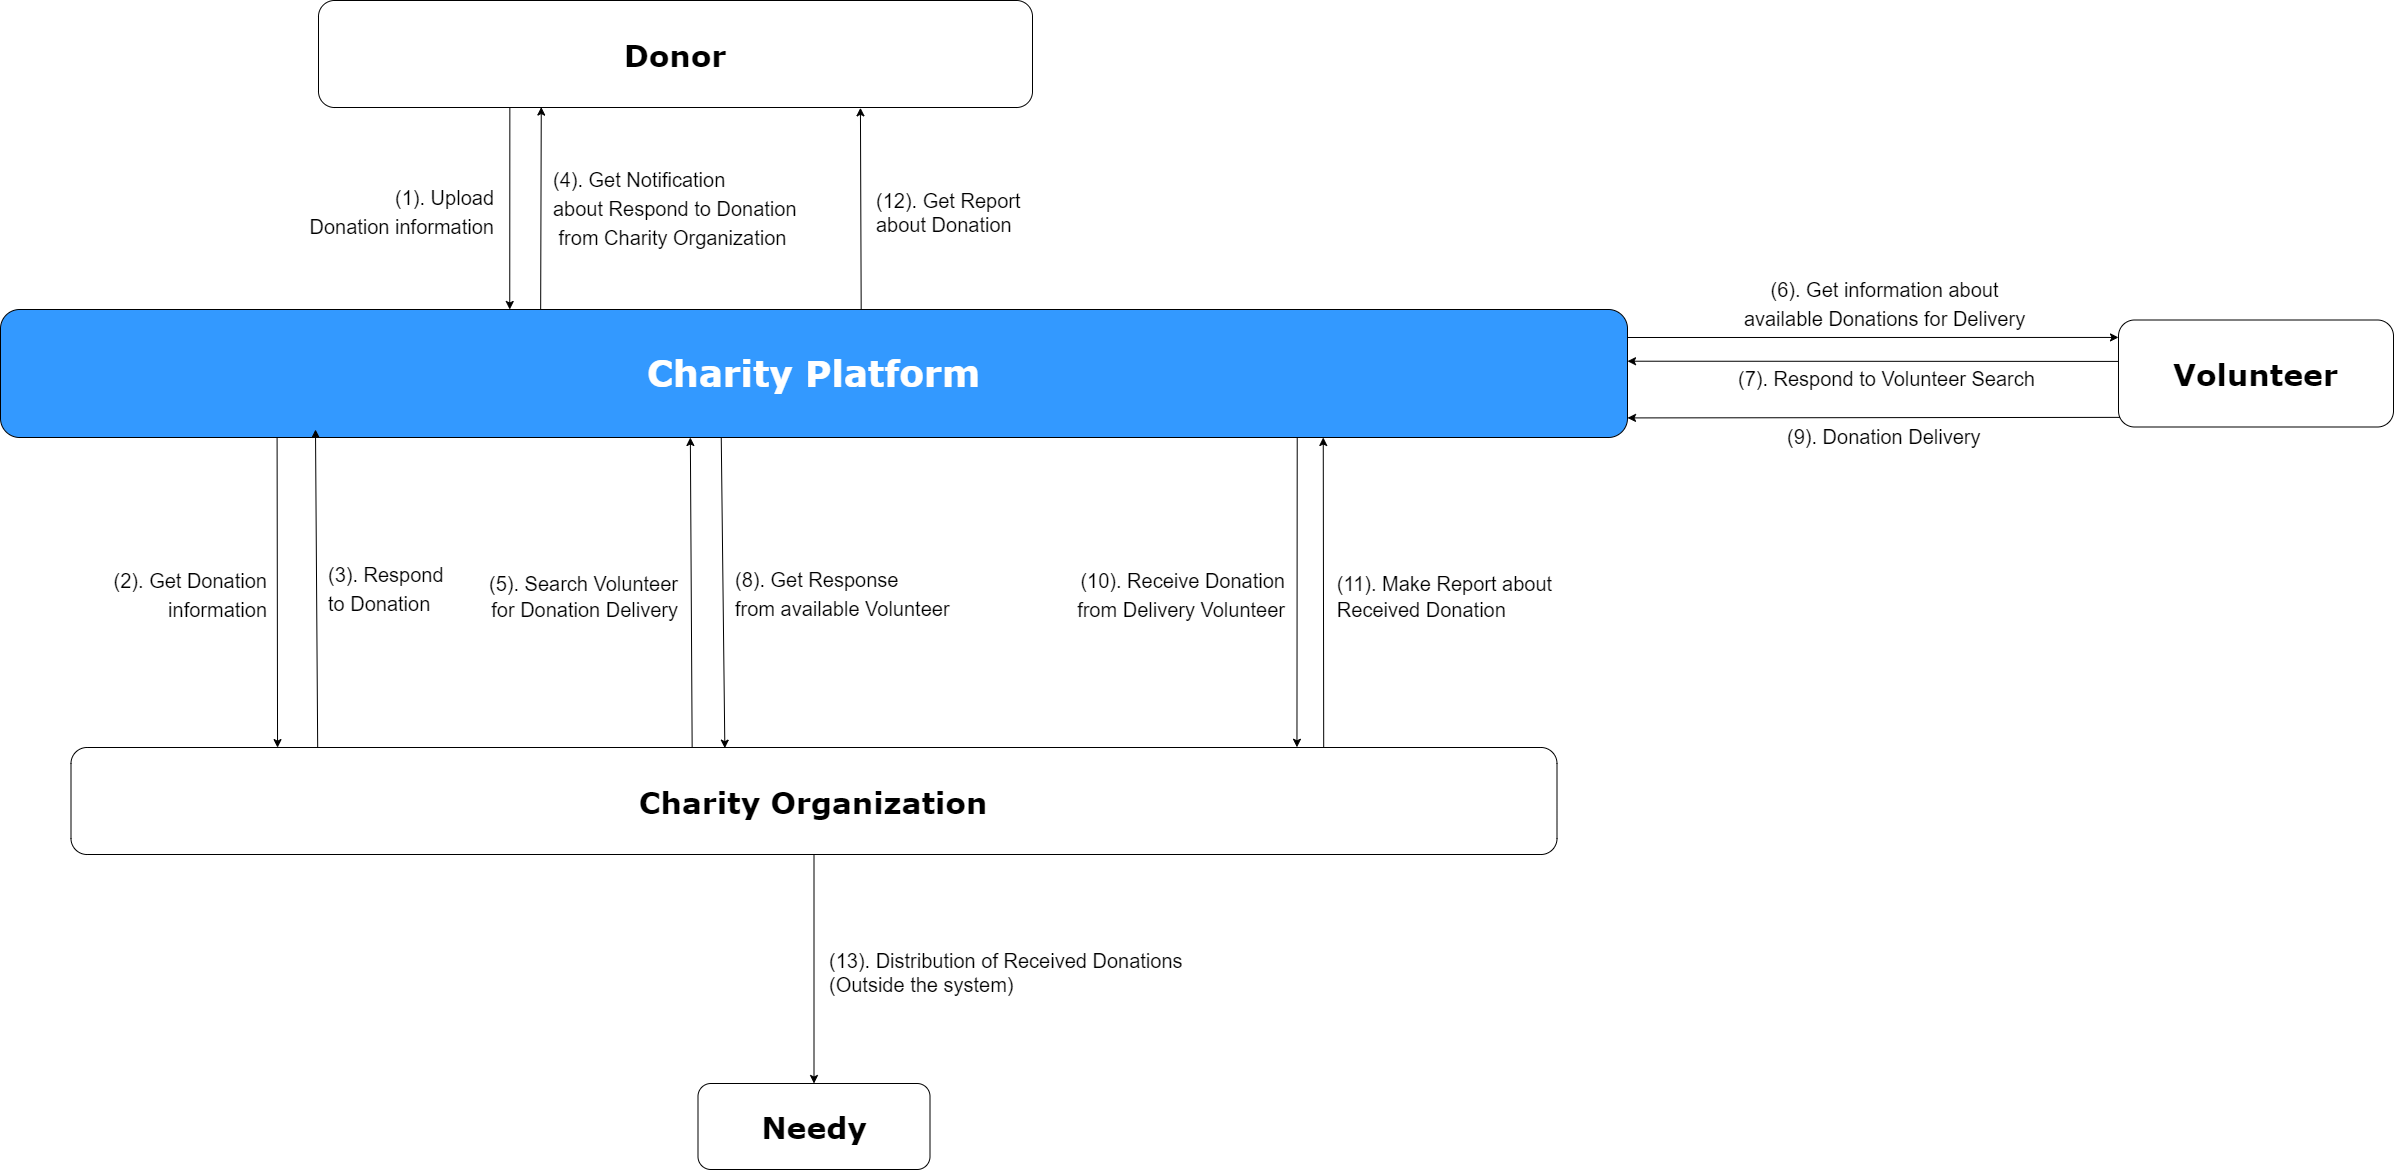 Donor
(1). Upload
Donation information
(4). Get Notification
about Respond to Donation
from Charity Organization
(12). Get Report
about Donation
(6). Get information about
available Donations for Delivery
Charity Platform
Volunteer
(7). Respond to Volunteer Search
(9). Donation Delivery
(2). Get Donation
information
(3). Respond
to Donation
(5). Search Volunteer
for Donation Delivery
(8). Get Response
from available Volunteer
(10). Receive Donation
from Delivery Volunteer
(11). Make Report about
Received Donation
Charity Organization
(13). Distribution of Received Donations
(Outside the system)
Needy